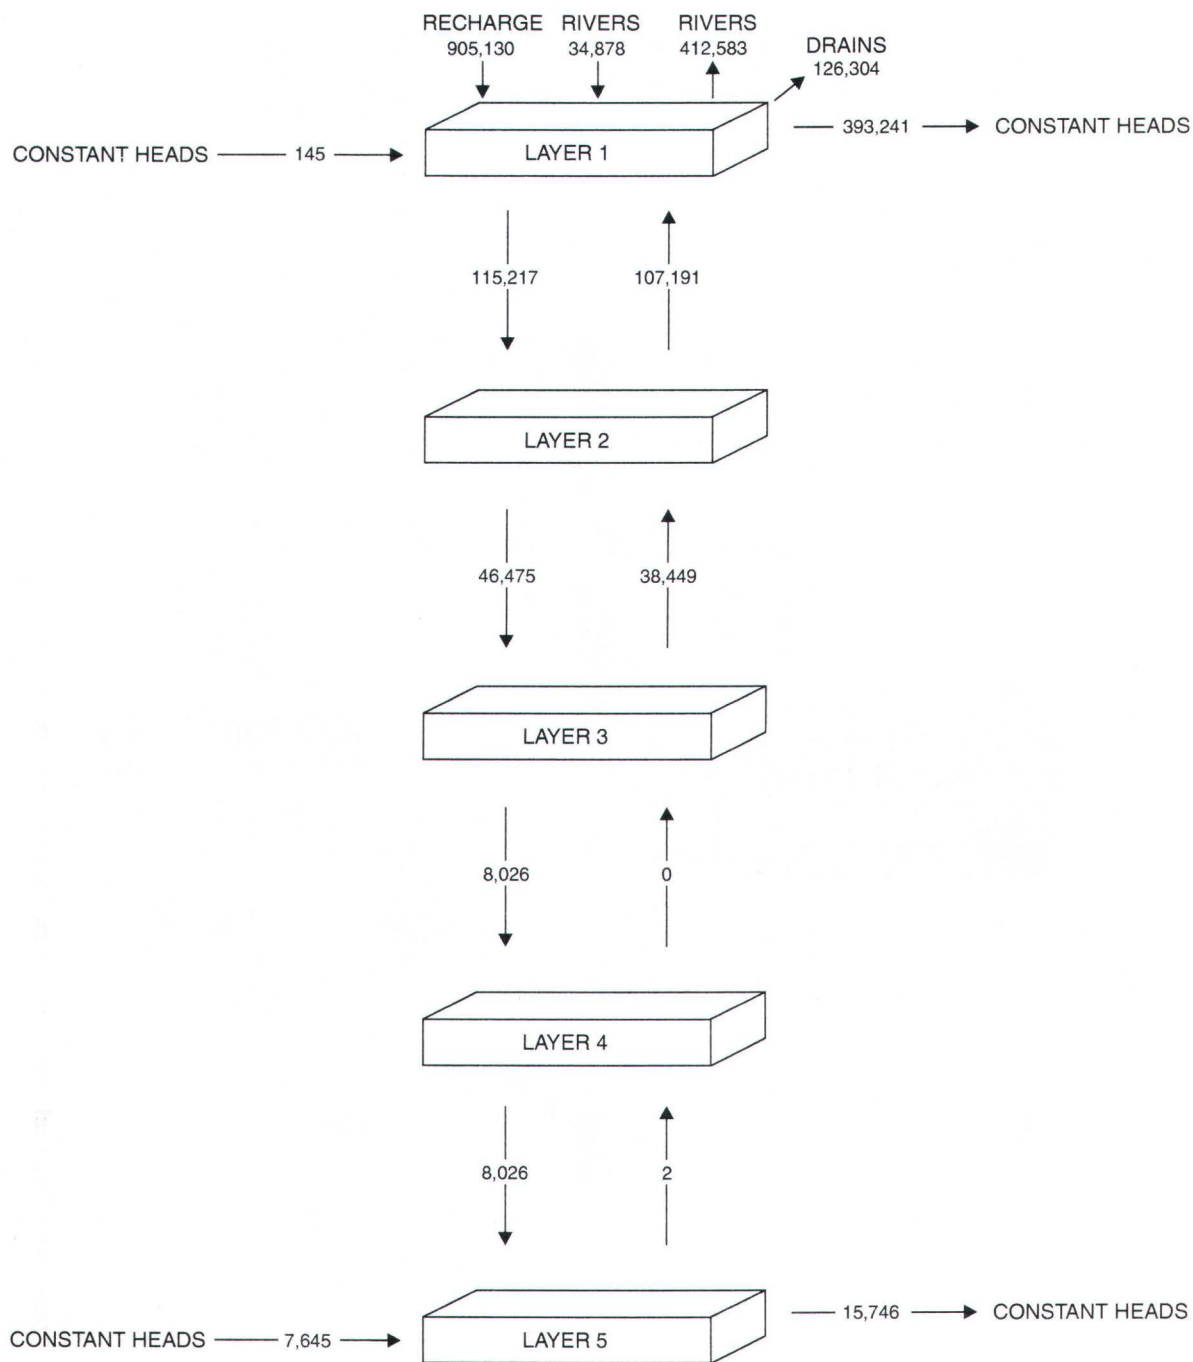 RECHARGE RIVERS RIVERS
905,130 34,878 412,583
DRAINS
126,304
393,241 CONSTANT HEADS
CONSTANT HEADS 145
LAYER 1
115,217 107,191
LAYER 2
46,475 38,449
LAYER 3
8,026 0
LAYER 4
8,026 2
15,746 CONSTANT HEADS
CONSTANT HEADS 7,645
LAYER 5